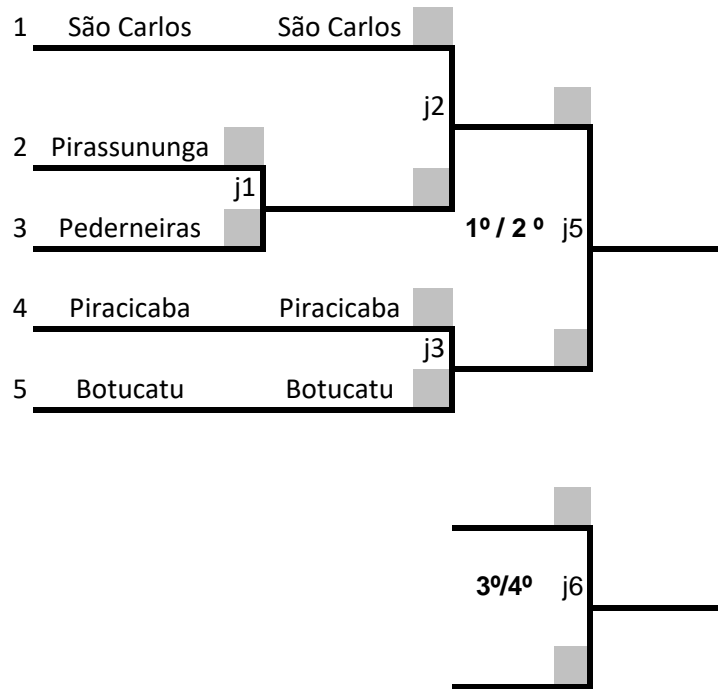 1 São Carlos São Carlos
j2
2 Pirassununga
j1
3 Pederneiras
1º / 2 º j5
4 Piracicaba Piracicaba
j3
5 Botucatu Botucatu
3º/4º j6